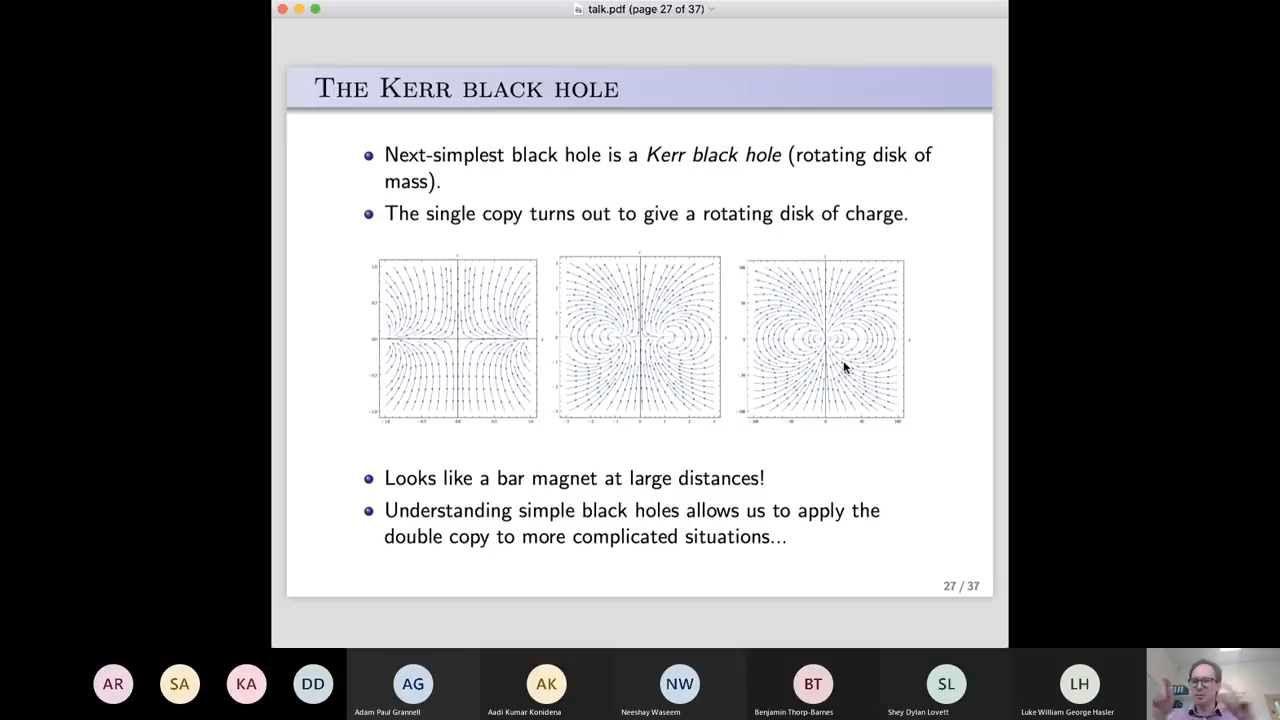 talk.pdf (page 27 of 37)
THE KERR BLACK HOLE
Next-simplest black hole is a Kerr black hole (rotating disk of
mass).
The single copy turns out to give a rotating disk of charge.
Looks like a bar magnet at large distances!
Understanding simple black holes allows us to apply the
double copy to more complicated situations...
27 / 37
AR SA KA DD AG AK NW BT SL LH
Adam Paul Grannell Aadi Kumar Konidena Neeshay Waseem Benjamin Thorp-Barnes Shey Dylan Lovett Luke William George Hasler